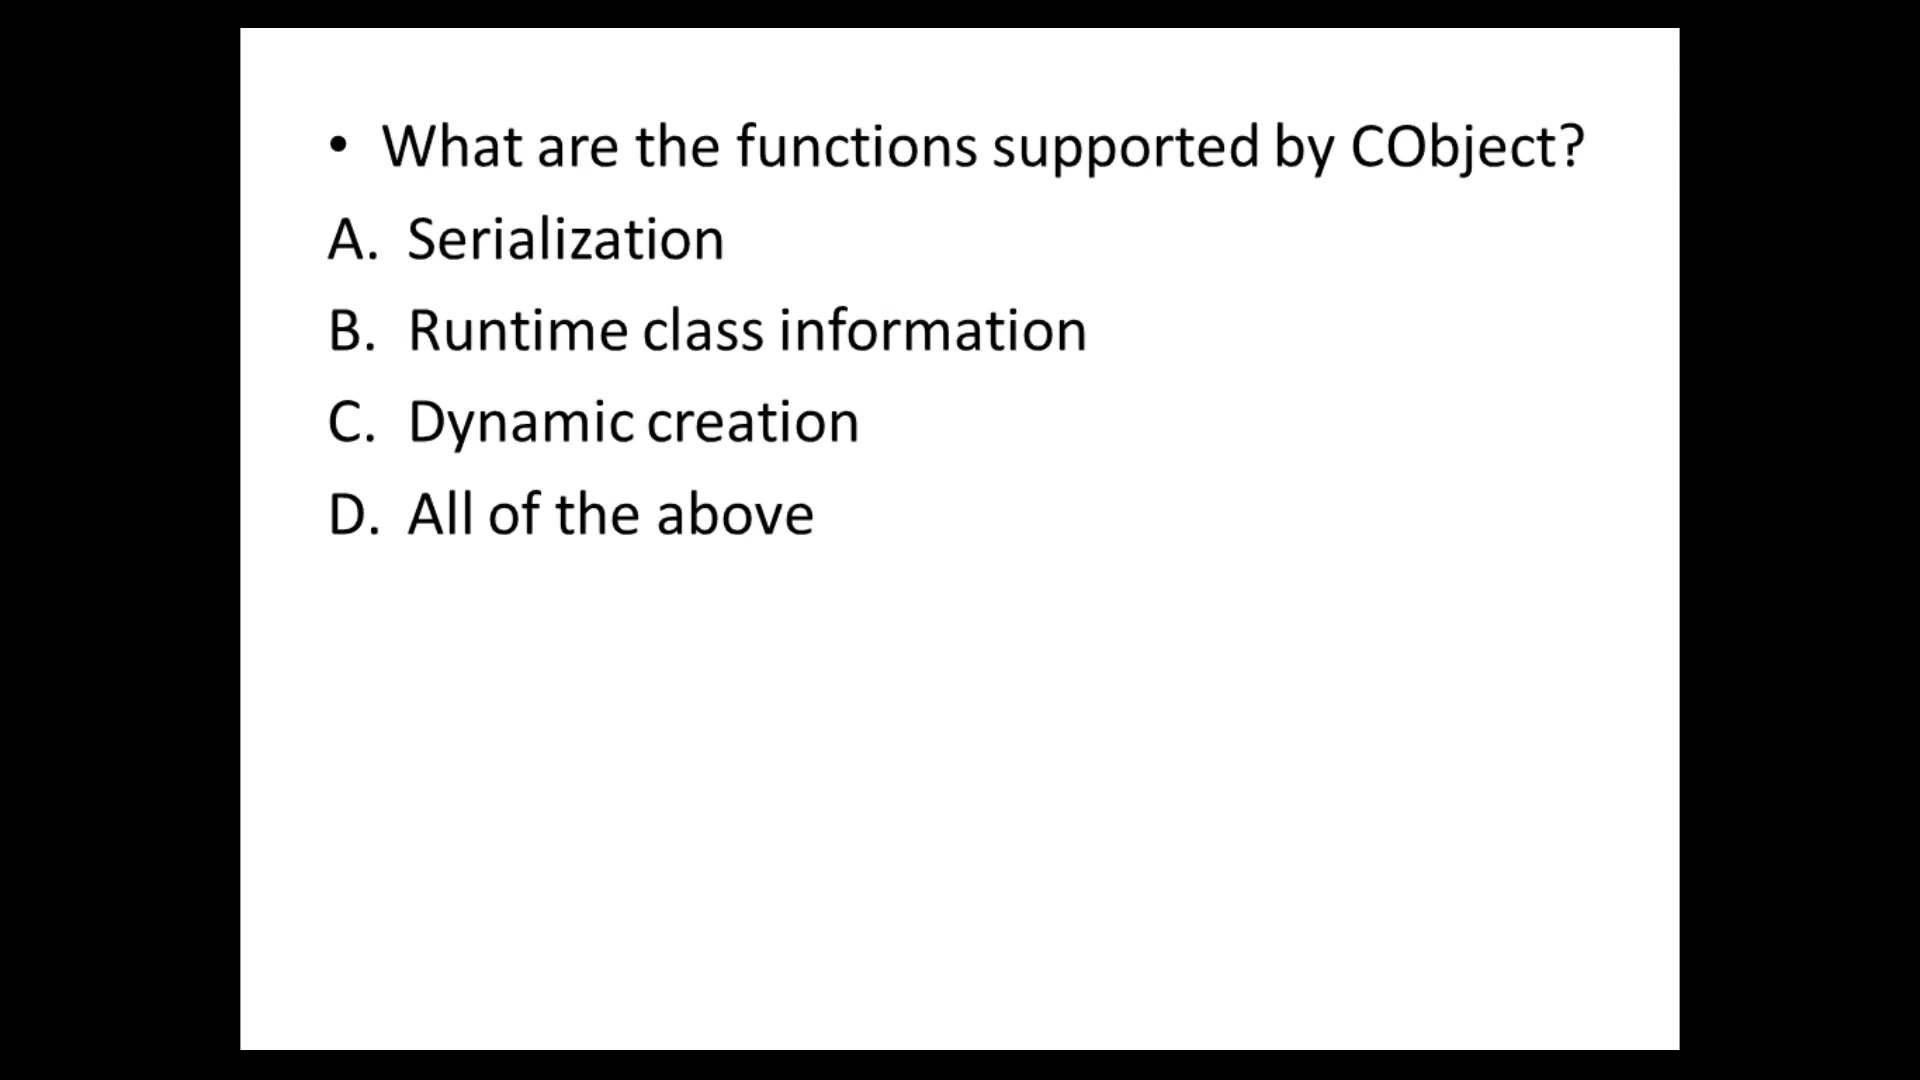 • What are the functions supported by CObject?
A. Serialization
B. Runtime class information
C. Dynamic creation
D. All of the above